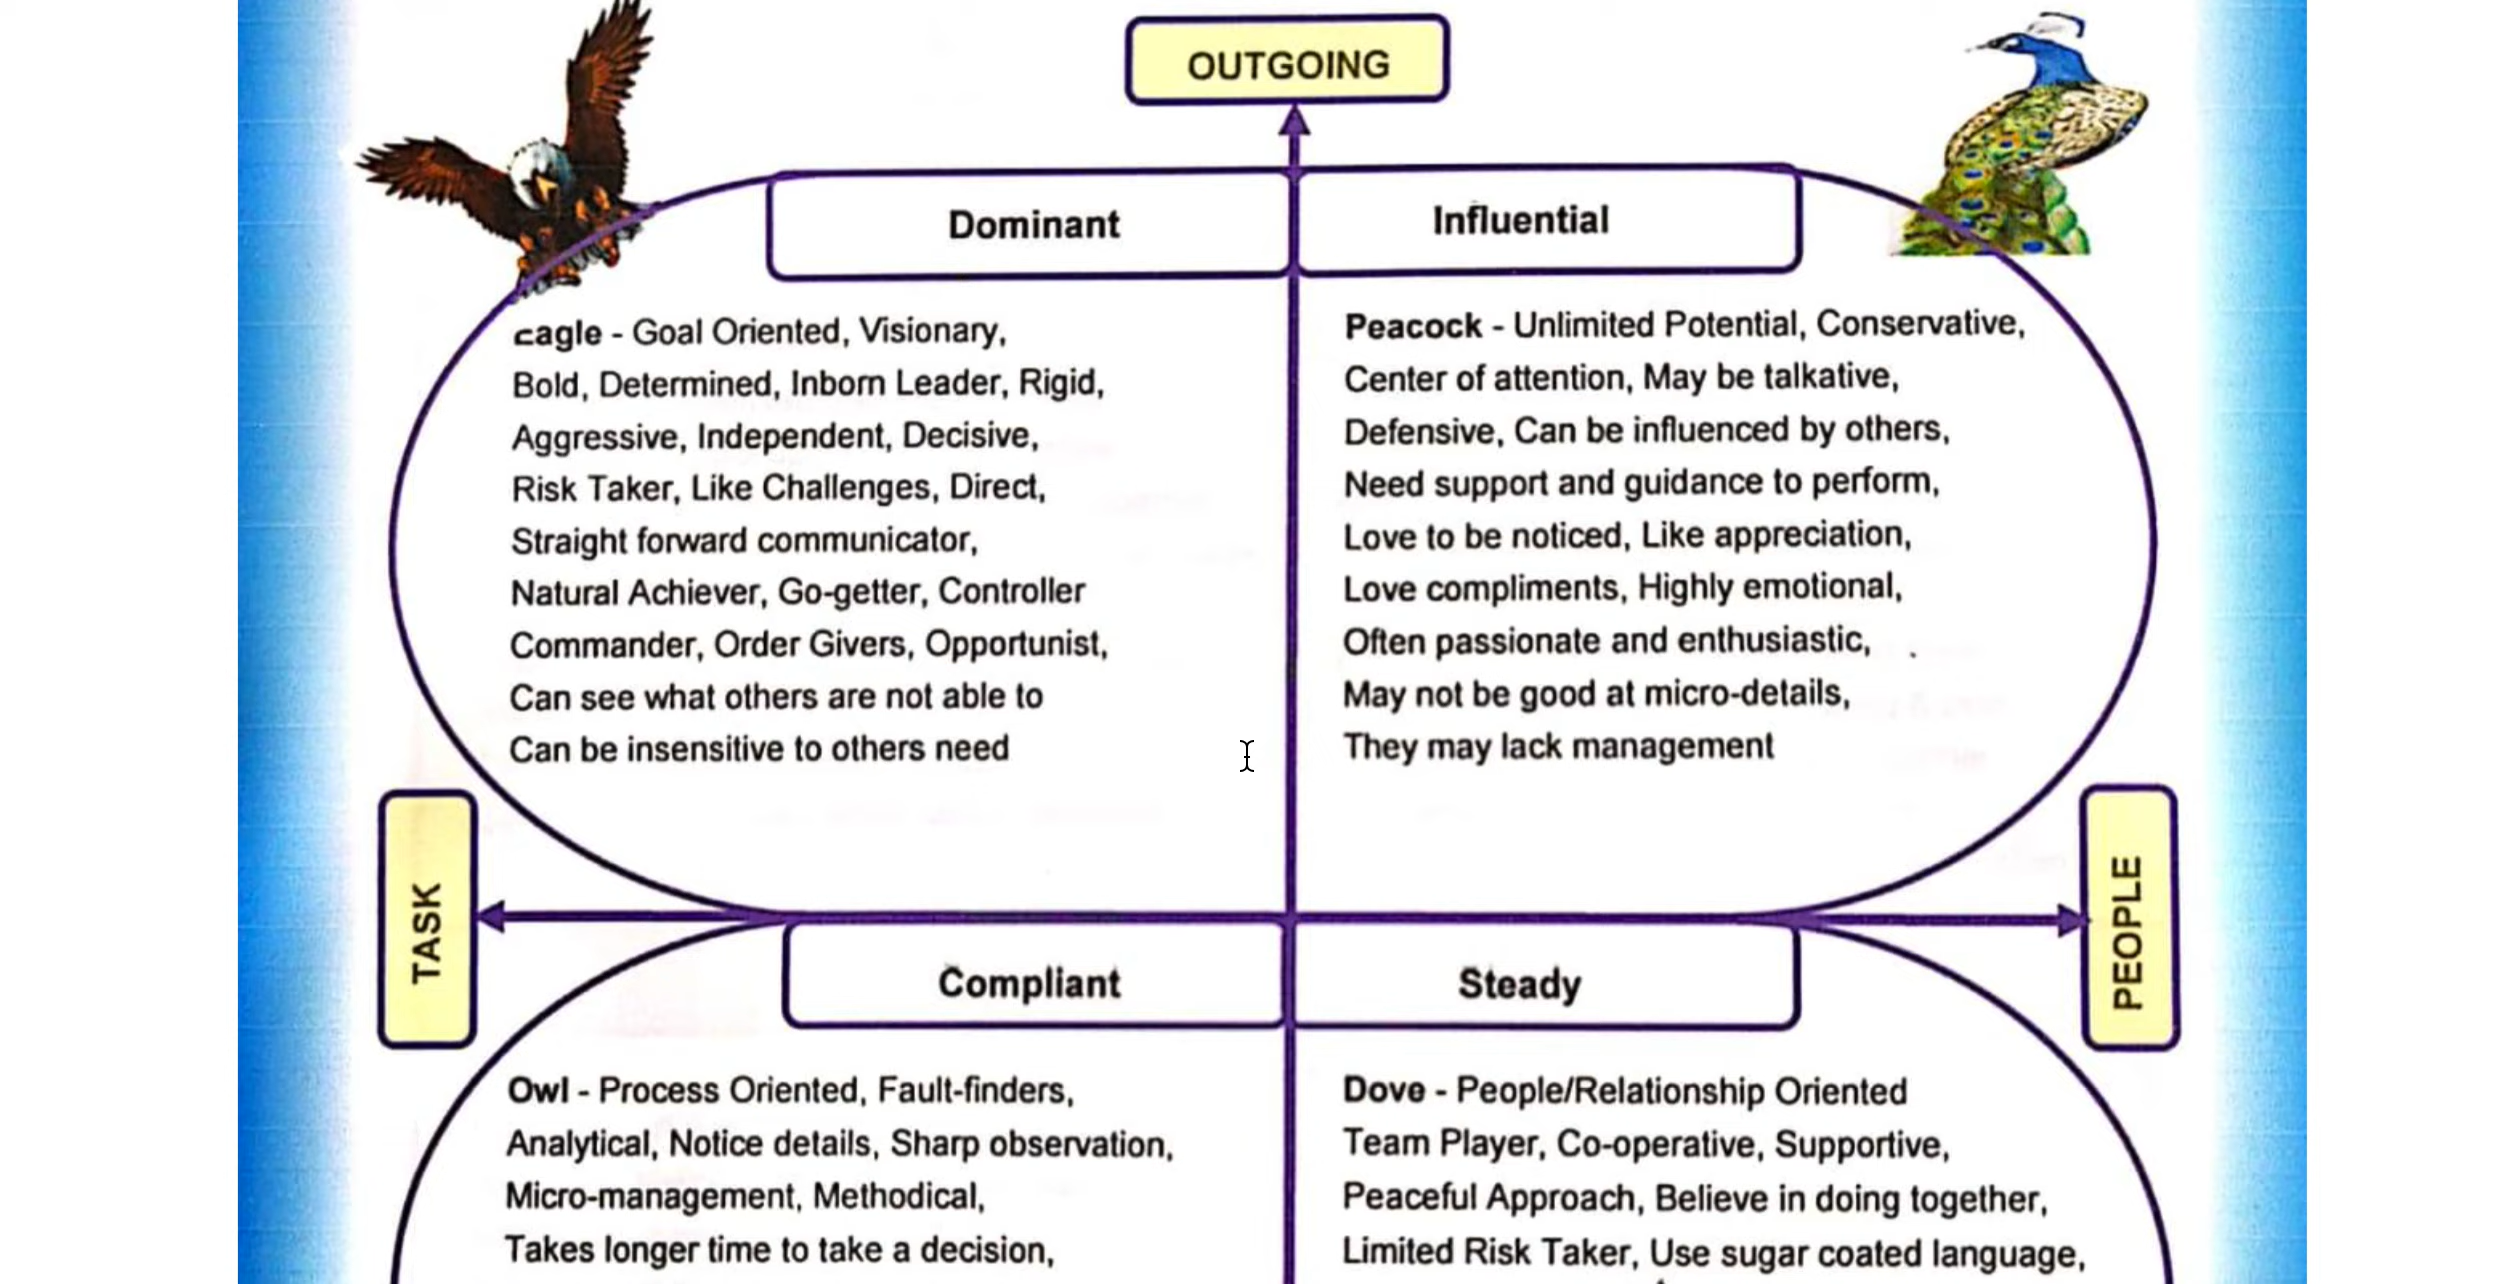 OUTGOING
Dominant
Influential
Eagle - Goal Oriented, Visionary,
Bold, Determined, Inborn Leader, Rigid,
Aggressive, Independent, Decisive,
Risk Taker, Like Challenges, Direct,
Straight forward communicator,
Natural Achiever, Go-getter, Controller
Commander, Order Givers, Opportunist,
Can see what others are not able to
Can be insensitive to others need
Peacock - Unlimited Potential, Conservative,
Center of attention, May be talkative,
Defensive, Can be influenced by others,
Need support and guidance to perform,
Love to be noticed, Like appreciation,
Love compliments, Highly emotional,
Often passionate and enthusiastic, .
May not be good at micro-details,
They may lack management
TASK
PEOPLE
Compliant
Steady
Owl - Process Oriented, Fault-finders,
Analytical, Notice details, Sharp observation,
Micro-management, Methodical,
Takes longer time to take a decision,
Dove - People/Relationship Oriented
Team Player, Co-operative, Supportive,
Peaceful Approach, Believe in doing together,
Limited Risk Taker, Use sugar coated language,